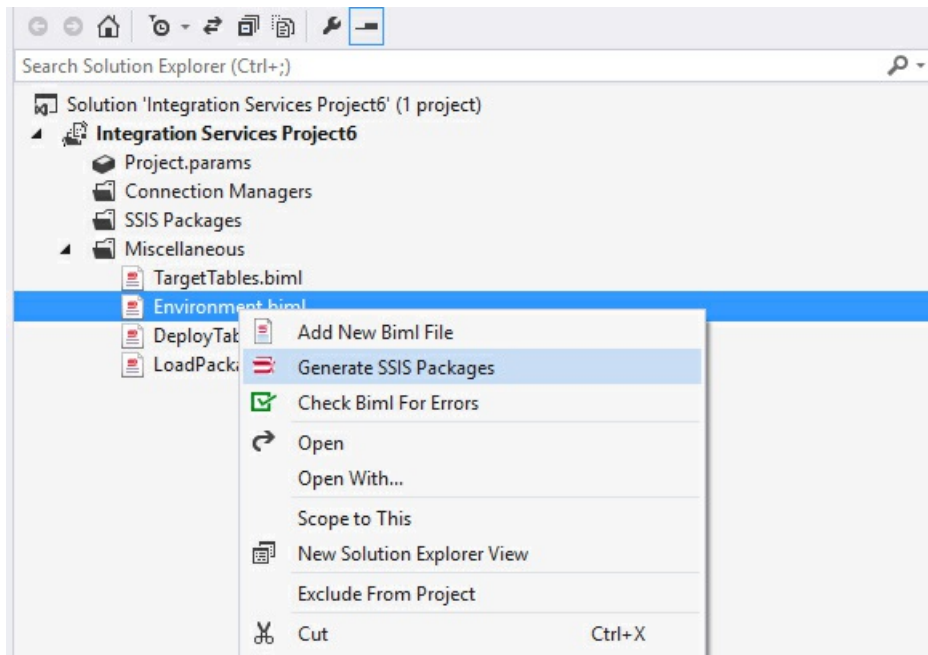 Search Solution Explorer (Ctrl+;)
Solution 'Integration Services Project6' (1 project)
Integration Services Project6
Project.params
Connection Managers
SSIS Packages
Miscellaneous
TargetTables.biml
Environment.biml
DeployTab
LoadPacka
Add New Biml File
Generate SSIS Packages
Check Biml For Errors
Open
Open With...
Scope to This
New Solution Explorer View
Exclude From Project
Cut Ctrl+X